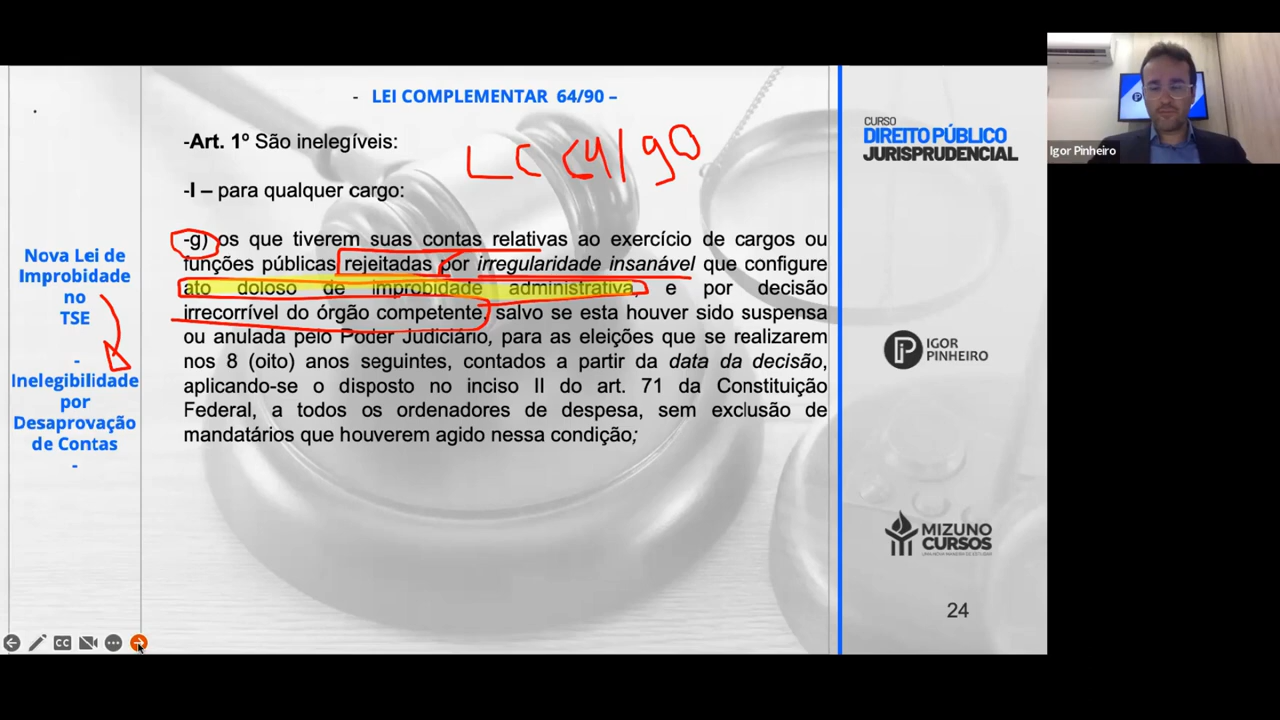 - LEI COMPLEMENTAR 64/90 –
-Art. 1º São inelegíveis:
LC 64/90
-I – para qualquer cargo:
-g) os que tiverem suas contas relativas ao exercício de cargos ou
funções públicas rejeitadas por irregularidade insanável que configure
ato doloso de improbidade administrativa, e por decisão
irrecorrível do órgão competente, salvo se esta houver sido suspensa
ou anulada pelo Poder Judiciário, para as eleições que se realizarem
nos 8 (oito) anos seguintes, contados a partir da data da decisão,
aplicando-se o disposto no inciso II do art. 71 da Constituição
Federal, a todos os ordenadores de despesa, sem exclusão de
mandatários que houverem agido nessa condição;
Nova Lei de
Improbidade
no
TSE
-
Inelegibilidade
por
Desaprovação
de Contas
-
CURSO
DIREITO PÚBLICO
JURISPRUDENCIAL
IGOR
PINHEIRO
MIZUNO
CURSOS
24
Igor Pinheiro
CC